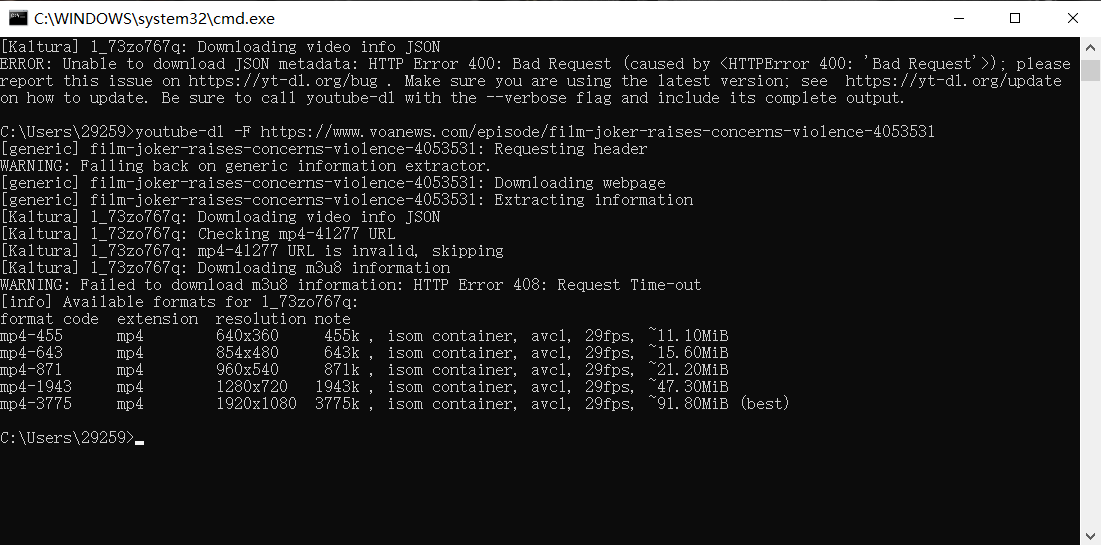 C:\WINDOWS\system32\cmd.exe
[Kaltura] 1_73zo767q: Downloading video info JSON
ERROR: Unable to download JSON metadata: HTTP Error 400: Bad Request (caused by <HTTPError 400: 'Bad Request'>); please
report this issue on https://yt-dl.org/bug . Make sure you are using the latest version; see  https://yt-dl.org/update
on how to update. Be sure to call youtube-dl with the --verbose flag and include its complete output.
C:\Users\29259>youtube-dl -F https://www.voanews.com/episode/film-joker-raises-concerns-violence-4053531
[generic] film-joker-raises-concerns-violence-4053531: Requesting header
WARNING: Falling back on generic information extractor.
[generic] film-joker-raises-concerns-violence-4053531: Downloading webpage
[generic] film-joker-raises-concerns-violence-4053531: Extracting information
[Kaltura] 1_73zo767q: Downloading video info JSON
[Kaltura] 1_73zo767q: Checking mp4-41277 URL
[Kaltura] 1_73zo767q: mp4-41277 URL is invalid, skipping
[Kaltura] 1_73zo767q: Downloading m3u8 information
WARNING: Failed to download m3u8 information: HTTP Error 408: Request Time-out
[info] Available formats for 1_73zo767q:
format code  extension  resolution note
mp4-455      mp4        640x360     455k , isom container, avc1, 29fps, ~11.10MiB
mp4-643      mp4        854x480     643k , isom container, avc1, 29fps, ~15.60MiB
mp4-871      mp4        960x540     871k , isom container, avc1, 29fps, ~21.20MiB
mp4-1943     mp4        1280x720   1943k , isom container, avc1, 29fps, ~47.30MiB
mp4-3775     mp4        1920x1080  3775k , isom container, avc1, 29fps, ~91.80MiB (best)
C:\Users\29259>